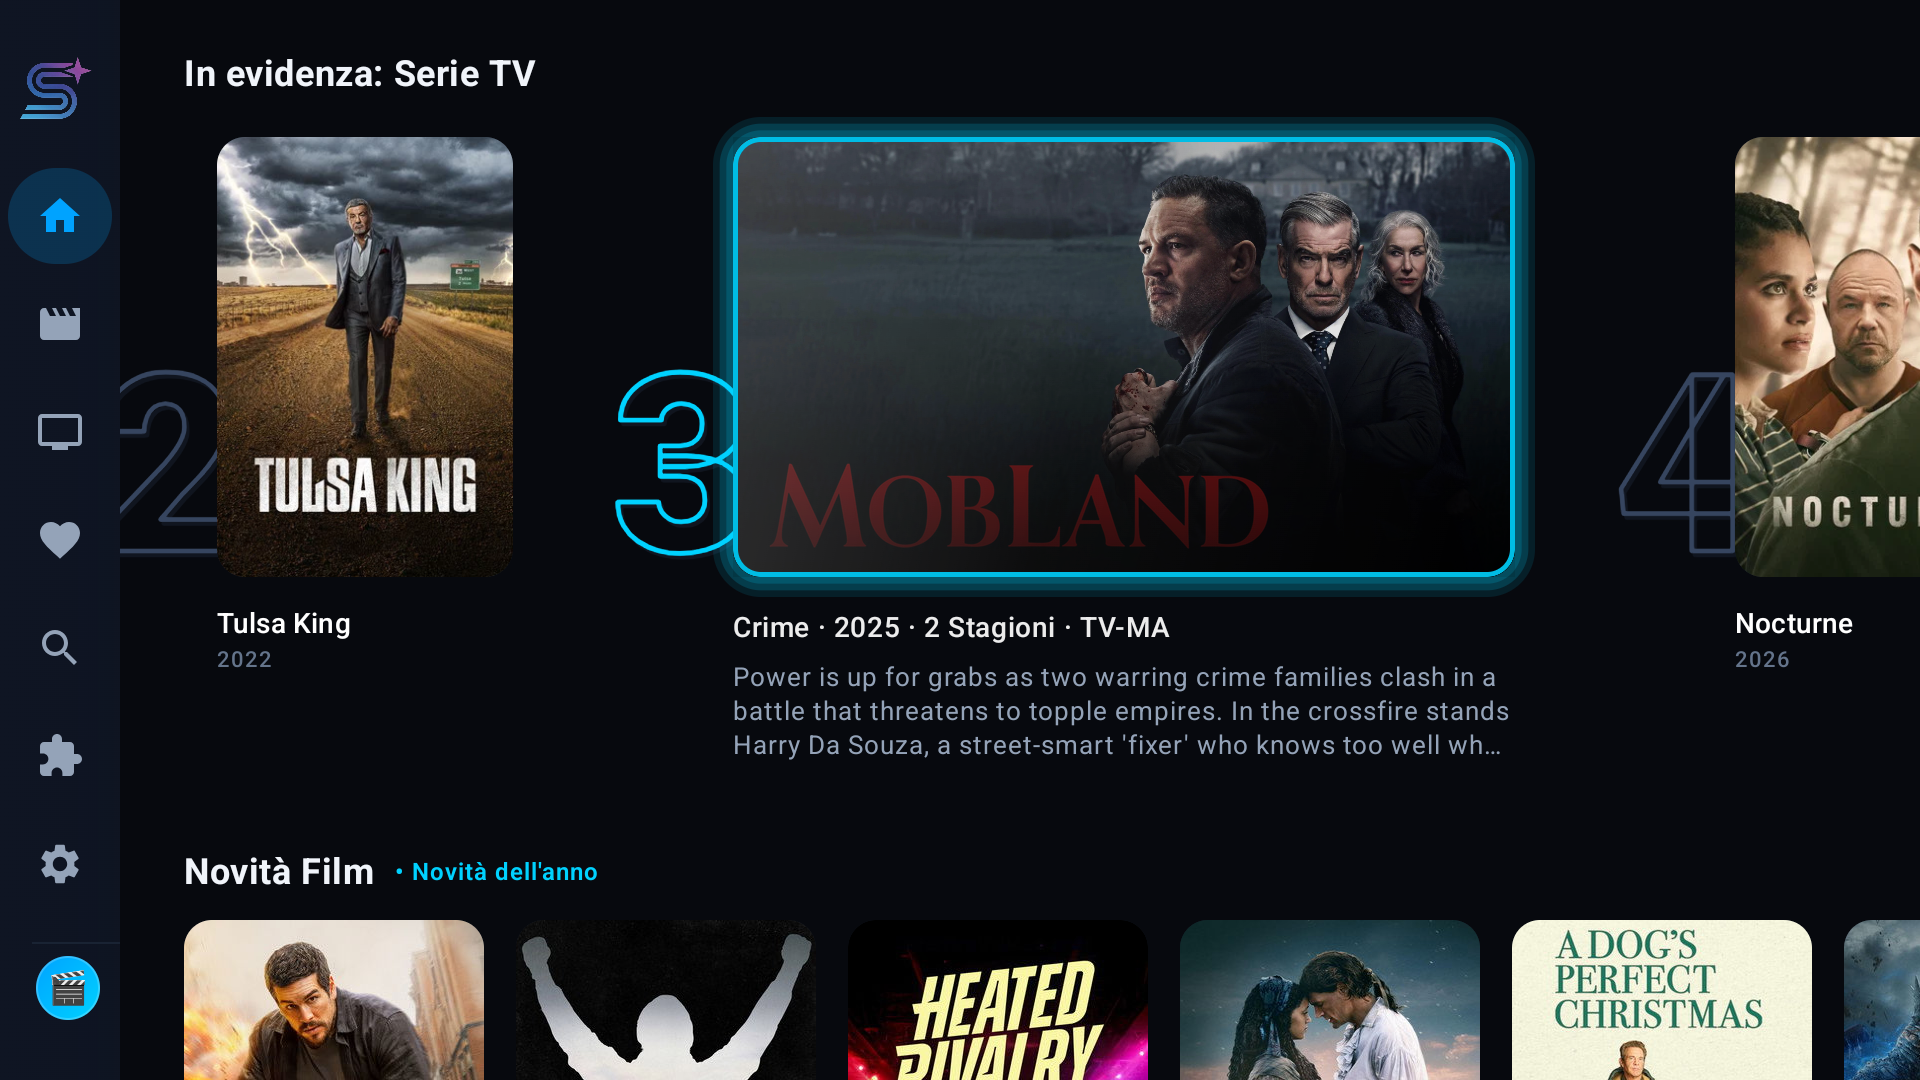 In evidenza: Serie TV
2
TULSA KING
3
MOBLAND
4
NOCTU
Tulsa King
2022
Crime · 2025 · 2 Stagioni · TV-MA
Power is up for grabs as two warring crime families clash in a
battle that threatens to topple empires. In the crossfire stands
Harry Da Souza, a street-smart 'fixer' who knows too well wh…
Nocturne
2026
Novità Film • Novità dell'anno
HEATED
RIVALRY
A DOG'S
PERFECT
CHRISTMAS